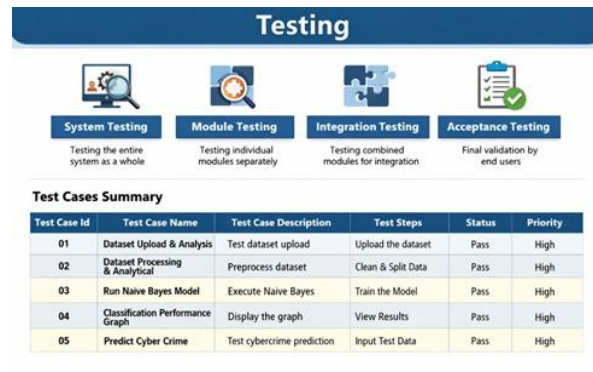 Testing
System Testing Module Testing Integration Testing Acceptance Testing
Testing the entire
system as a whole
Testing individual
modules separately
Testing combined
modules for integration
Final validation by
end users
Test Cases Summary
Test Case Id Test Case Name Test Case Description Test Steps Status Priority
01 Dataset Upload & Analysis Test dataset upload Upload the dataset Pass High
02 Dataset Processing
& Analytical Preprocess dataset Clean & Split Data Pass High
03 Run Naive Bayes Model Execute Naive Bayes Train the Model Pass High
04 Classification Performance
Graph Display the graph View Results Pass High
05 Predict Cyber Crime Test cybercrime prediction Input Test Data Pass High